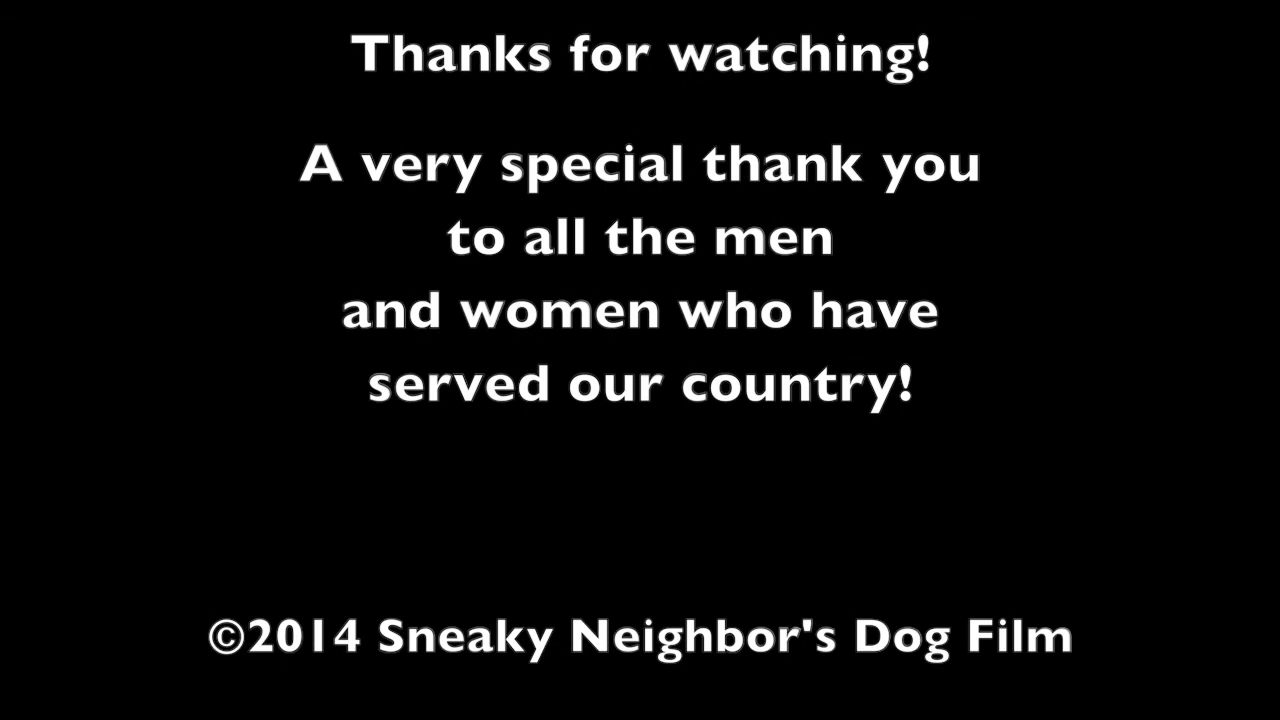 Thanks for watching!
A very special thank you
to all the men
and women who have
served our country!
©2014 Sneaky Neighbor's Dog Film